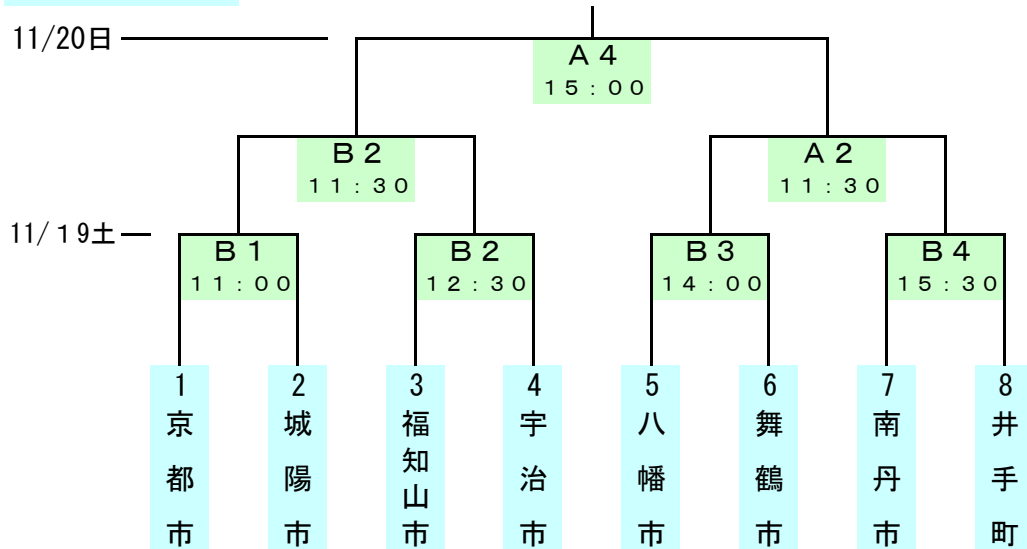 11/20日
Ａ４
１５：００
Ｂ２
１１：３０
Ａ２
１１：３０
11/１９土
Ｂ１
１１：００
Ｂ２
１２：３０
Ｂ３
１４：００
Ｂ４
１５：３０
1
京都市
2
城陽市
3
福知山市
4
宇治市
5
八幡市
6
舞鶴市
7
南丹市
8
井手町